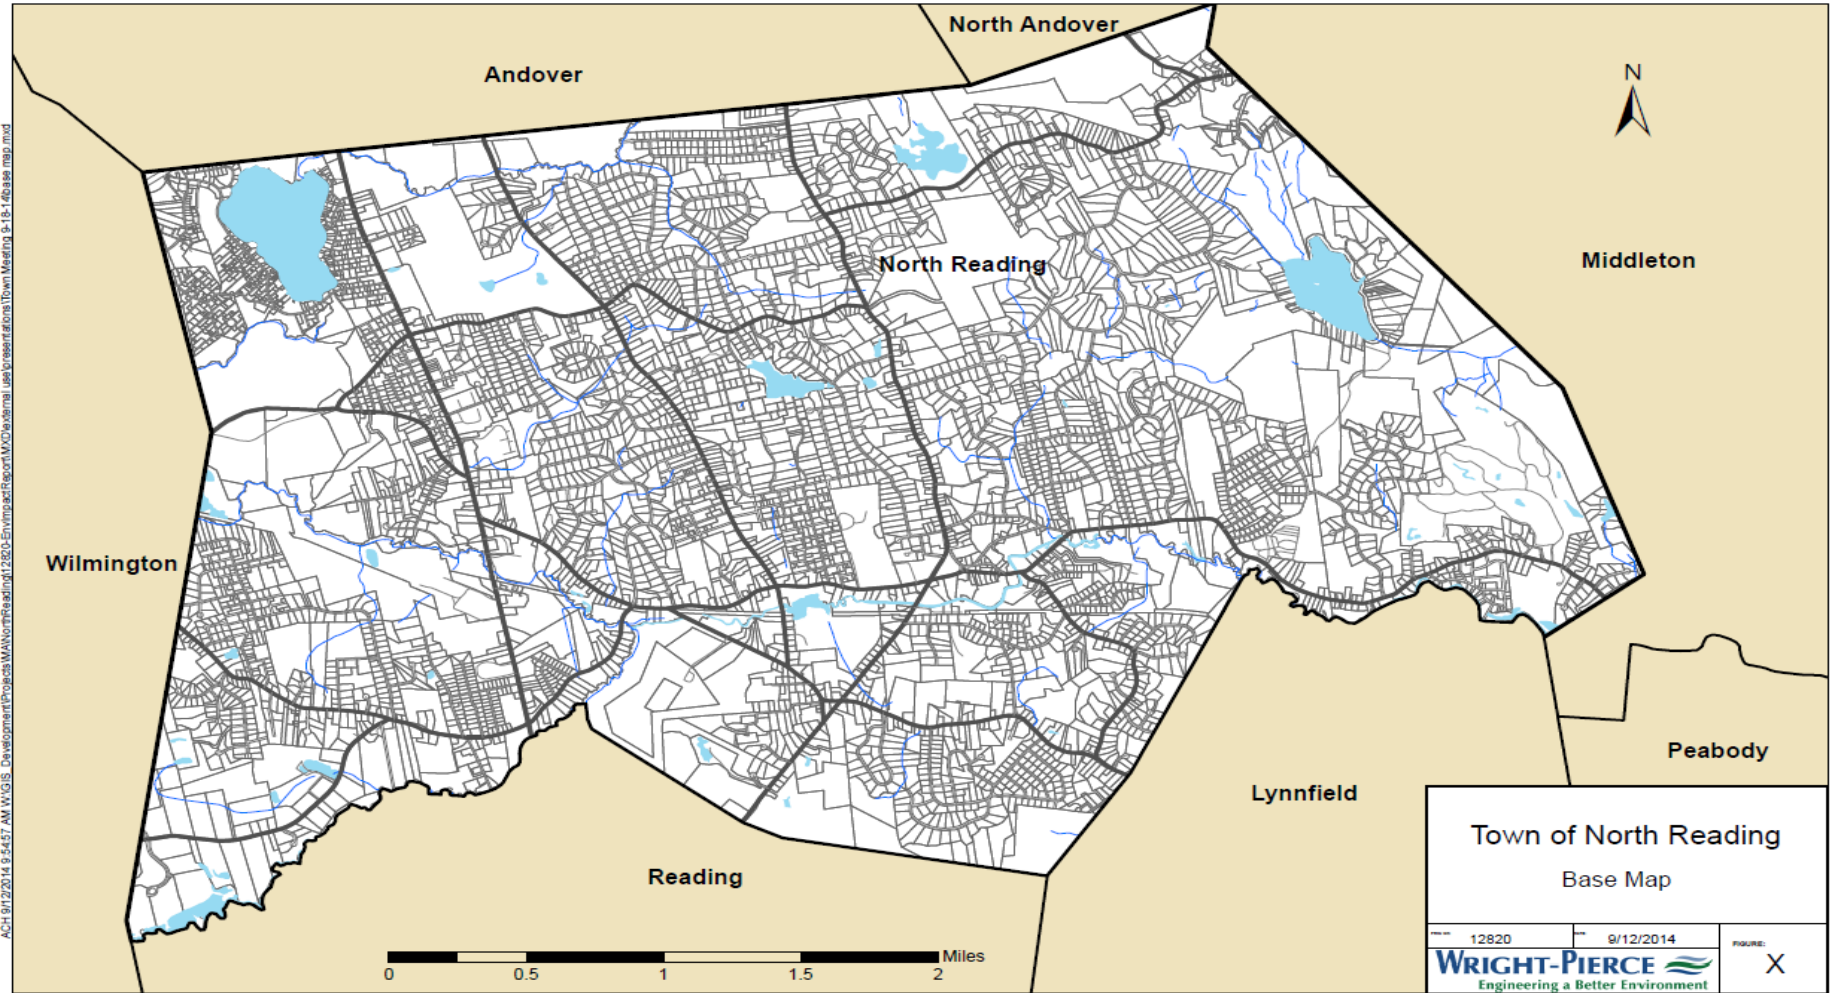 North Andover
Andover
N
North Reading
Middleton
Wilmington
Peabody
Lynnfield
Reading
Miles
0 0.5 1 1.5 2
Town of North Reading
Base Map
12820
9/12/2014
FIGURE:
X
WRIGHT-PIERCE
Engineering a Better Environment